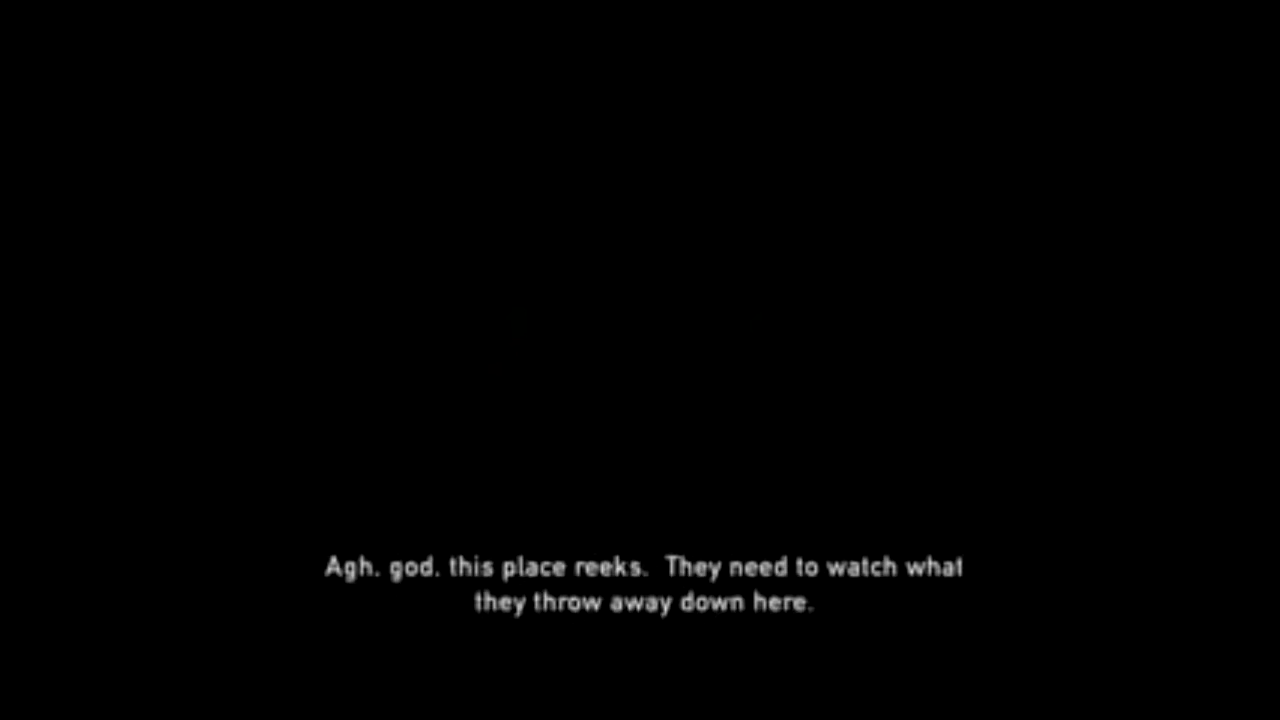 Agh, god, this place reeks.  They need to watch what
they throw away down here.